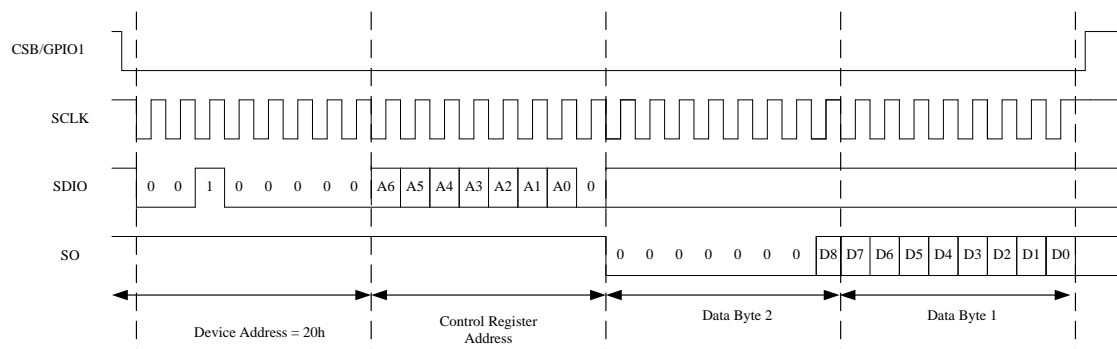 CSB/GPIO1
SCLK
SDIO 0 0 1 0 0 0 0 0 A6 A5 A4 A3 A2 A1 A0 0
SO 0 0 0 0 0 0 0 D8 D7 D6 D5 D4 D3 D2 D1 D0
Device Address = 20h
Control Register
Address
Data Byte 2
Data Byte 1